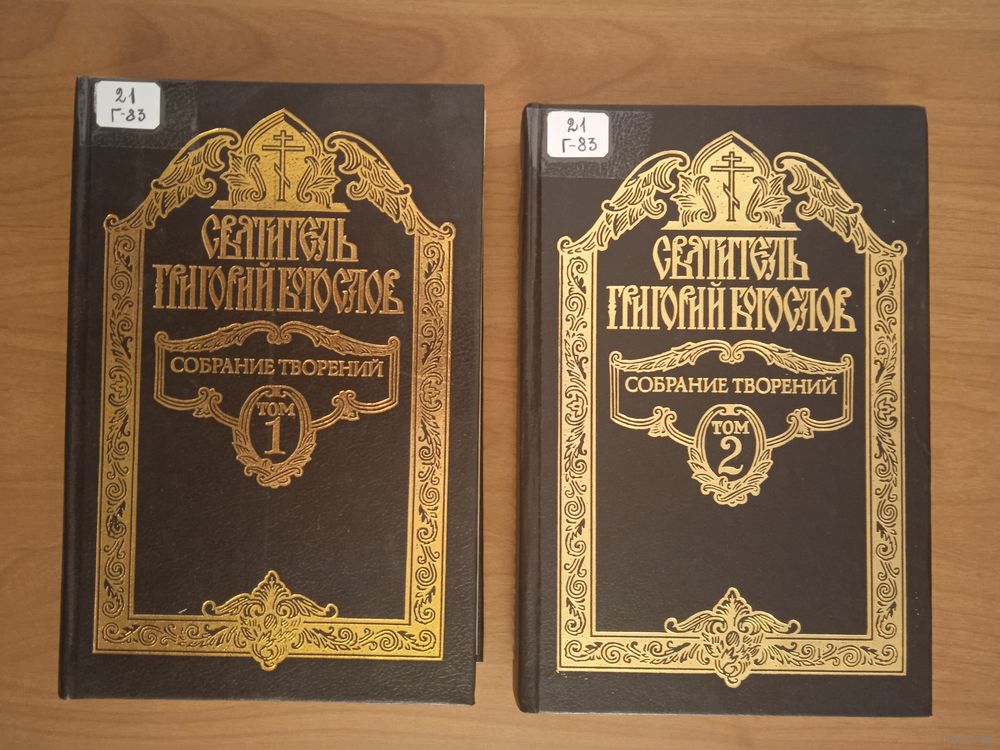 21
Г-83
СВЯТИТЕЛЬ
ГРИГОРИЙ БОГОСЛОВ
СОБРАНИЕ ТВОРЕНИЙ
ТОМ
1
21
Г-83
СВЯТИТЕЛЬ
ГРИГОРИЙ БОГОСЛОВ
СОБРАНИЕ ТВОРЕНИЙ
ТОМ
2